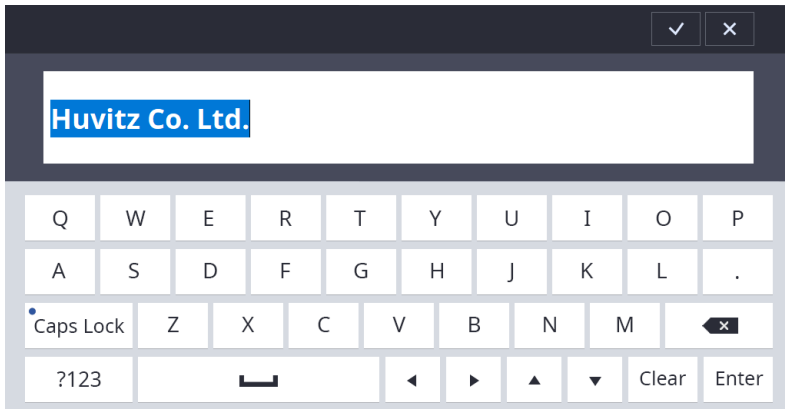 Huvitz Co. Ltd.
Q W E R T Y U I O P
A S D F G H J K L .
Caps Lock Z X C V B N M
?123 Clear Enter